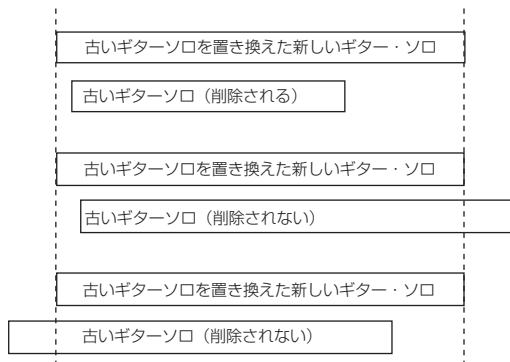 古いギターソロを置き換えた新しいギター・ソロ
古いギターソロ（削除される）
古いギターソロを置き換えた新しいギター・ソロ
古いギターソロ（削除されない）
古いギターソロを置き換えた新しいギター・ソロ
古いギターソロ（削除されない）